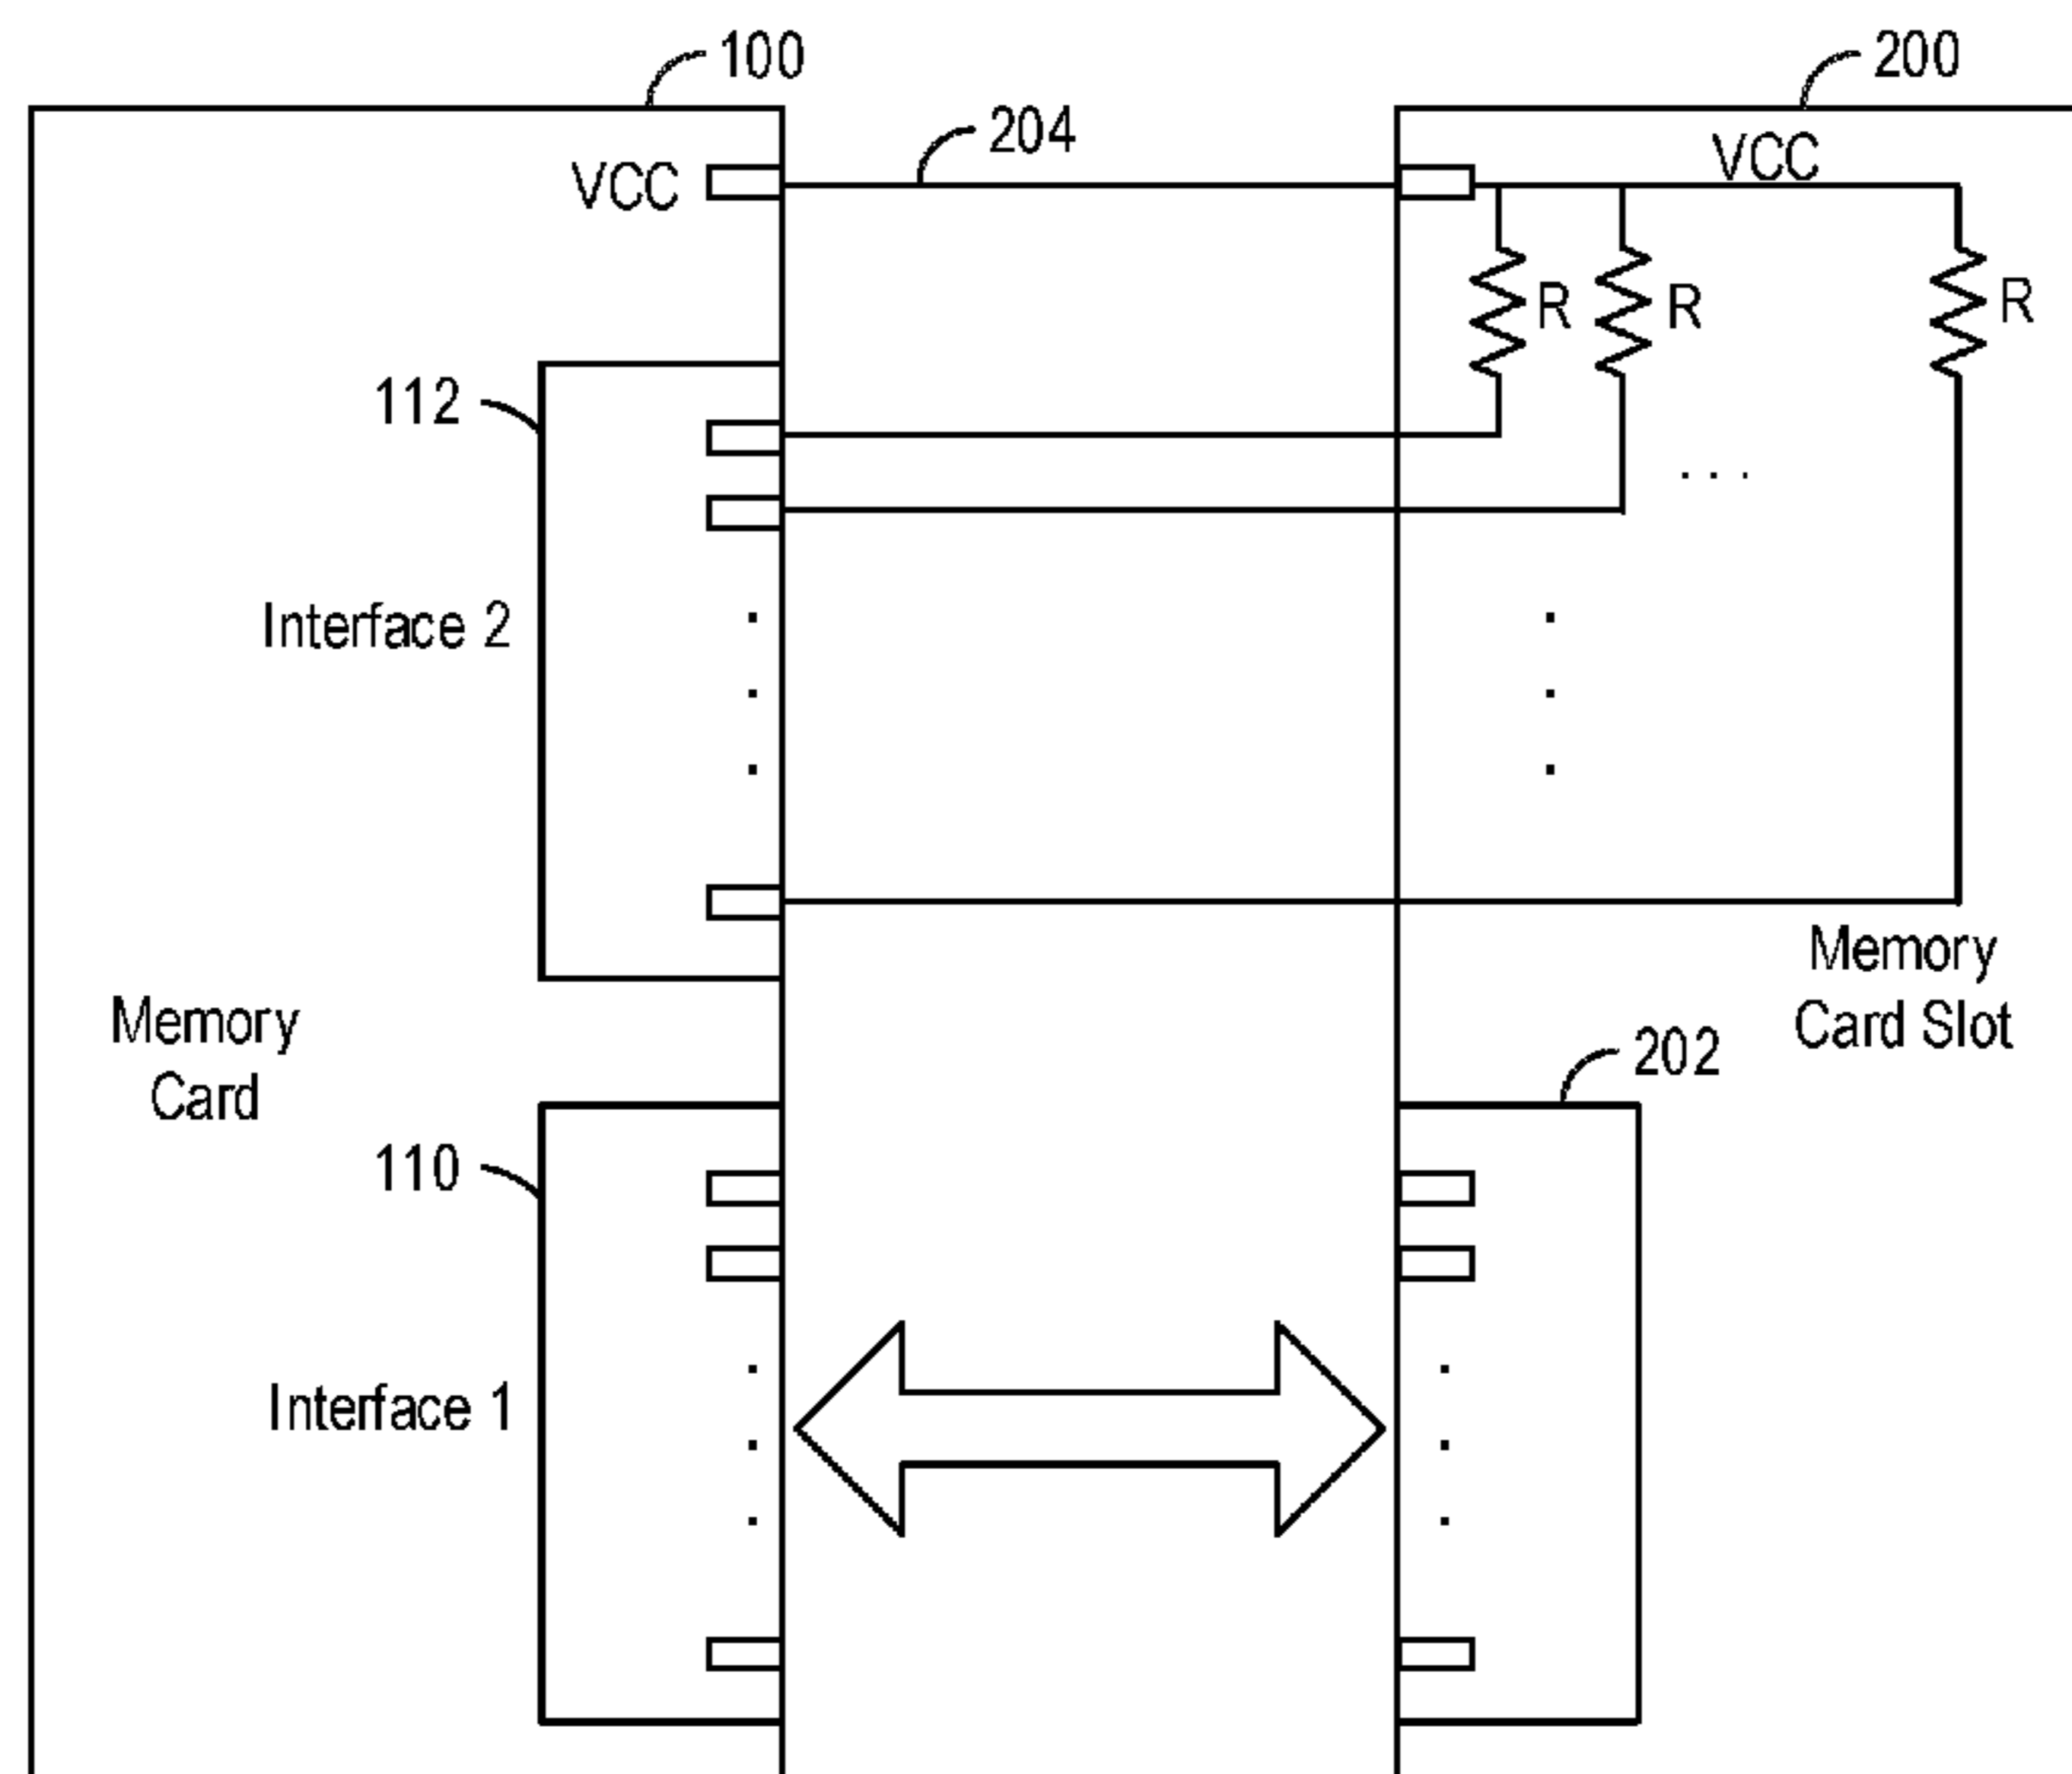 100
200
204
VCC
VCC
R
R
R
112
Interface 2
Memory
Card Slot
Memory
Card
202
110
Interface 1